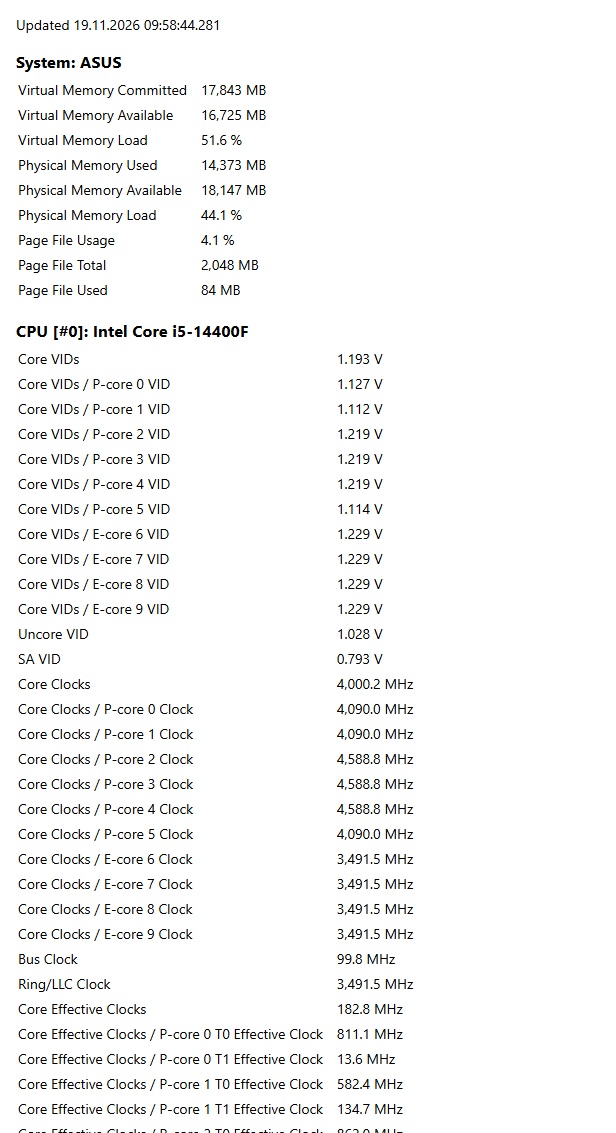 Updated 19.11.2026 09:58:44.281
System: ASUS
Virtual Memory Committed 17,843 MB
Virtual Memory Available 16,725 MB
Virtual Memory Load 51.6 %
Physical Memory Used 14,373 MB
Physical Memory Available 18,147 MB
Physical Memory Load 44.1 %
Page File Usage 4.1 %
Page File Total 2,048 MB
Page File Used 84 MB
CPU [#0]: Intel Core i5-14400F
Core VIDs 1.193 V
Core VIDs / P-core 0 VID 1.127 V
Core VIDs / P-core 1 VID 1.112 V
Core VIDs / P-core 2 VID 1.219 V
Core VIDs / P-core 3 VID 1.219 V
Core VIDs / P-core 4 VID 1.219 V
Core VIDs / P-core 5 VID 1.114 V
Core VIDs / E-core 6 VID 1.229 V
Core VIDs / E-core 7 VID 1.229 V
Core VIDs / E-core 8 VID 1.229 V
Core VIDs / E-core 9 VID 1.229 V
Uncore VID 1.028 V
SA VID 0.793 V
Core Clocks 4,000.2 MHz
Core Clocks / P-core 0 Clock 4,090.0 MHz
Core Clocks / P-core 1 Clock 4,090.0 MHz
Core Clocks / P-core 2 Clock 4,588.8 MHz
Core Clocks / P-core 3 Clock 4,588.8 MHz
Core Clocks / P-core 4 Clock 4,588.8 MHz
Core Clocks / P-core 5 Clock 4,090.0 MHz
Core Clocks / E-core 6 Clock 3,491.5 MHz
Core Clocks / E-core 7 Clock 3,491.5 MHz
Core Clocks / E-core 8 Clock 3,491.5 MHz
Core Clocks / E-core 9 Clock 3,491.5 MHz
Bus Clock 99.8 MHz
Ring/LLC Clock 3,491.5 MHz
Core Effective Clocks 182.8 MHz
Core Effective Clocks / P-core 0 T0 Effective Clock 811.1 MHz
Core Effective Clocks / P-core 0 T1 Effective Clock 13.6 MHz
Core Effective Clocks / P-core 1 T0 Effective Clock 582.4 MHz
Core Effective Clocks / P-core 1 T1 Effective Clock 134.7 MHz